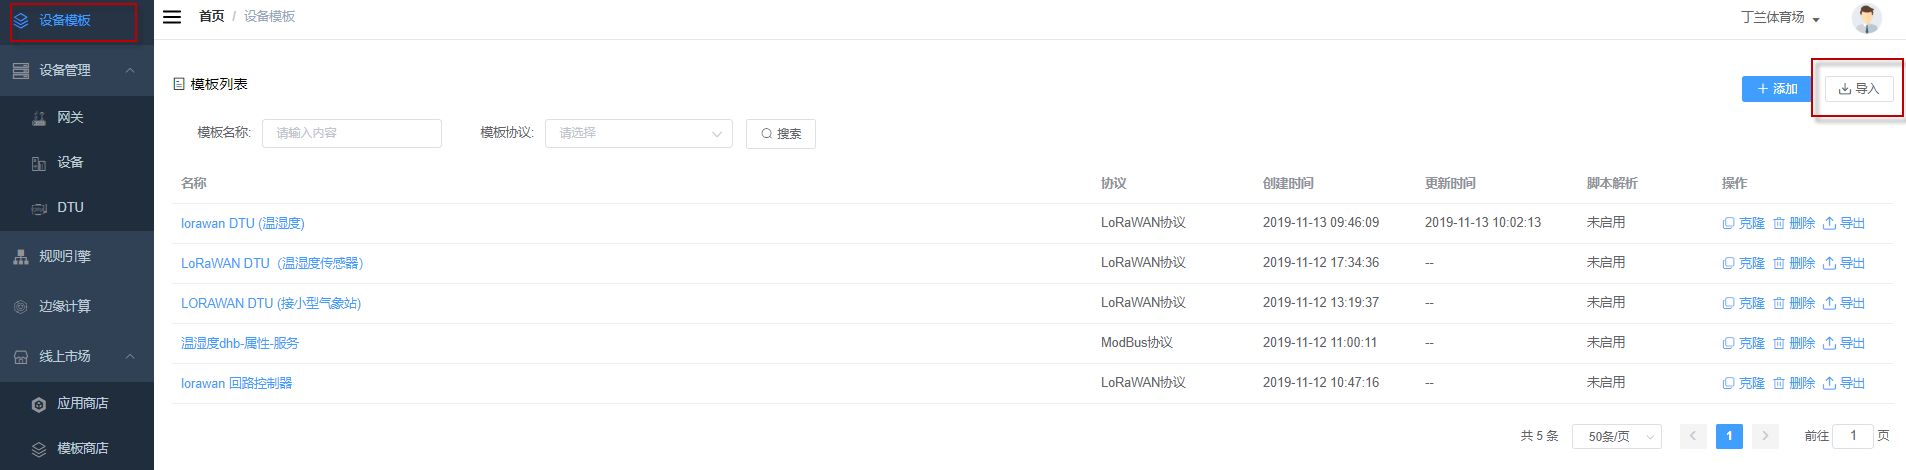 设备模板
设备管理
网关
设备
DTU
规则引擎
边缘计算
线上市场
应用商店
模板商店
首页 / 设备模板
丁兰体育场
模板列表
添加 导入
模板名称: 请输入内容 模板协议: 请选择 搜索
名称 协议 创建时间 更新时间 脚本解析 操作
lorawan DTU (温湿度) LoRaWAN协议 2019-11-13 09:46:09 2019-11-13 10:02:13 未启用 克隆 删除 导出
LoRaWAN DTU（温湿度传感器） LoRaWAN协议 2019-11-12 17:34:36 -- 未启用 克隆 删除 导出
LORAWAN DTU (接小型气象站) LoRaWAN协议 2019-11-12 13:19:37 -- 未启用 克隆 删除 导出
温湿度dhb-属性-服务 ModBus协议 2019-11-12 11:00:11 -- 未启用 克隆 删除 导出
lorawan 回路控制器 LoRaWAN协议 2019-11-12 10:47:16 -- 未启用 克隆 删除 导出
共 5 条 50条/页 1 前往 1 页